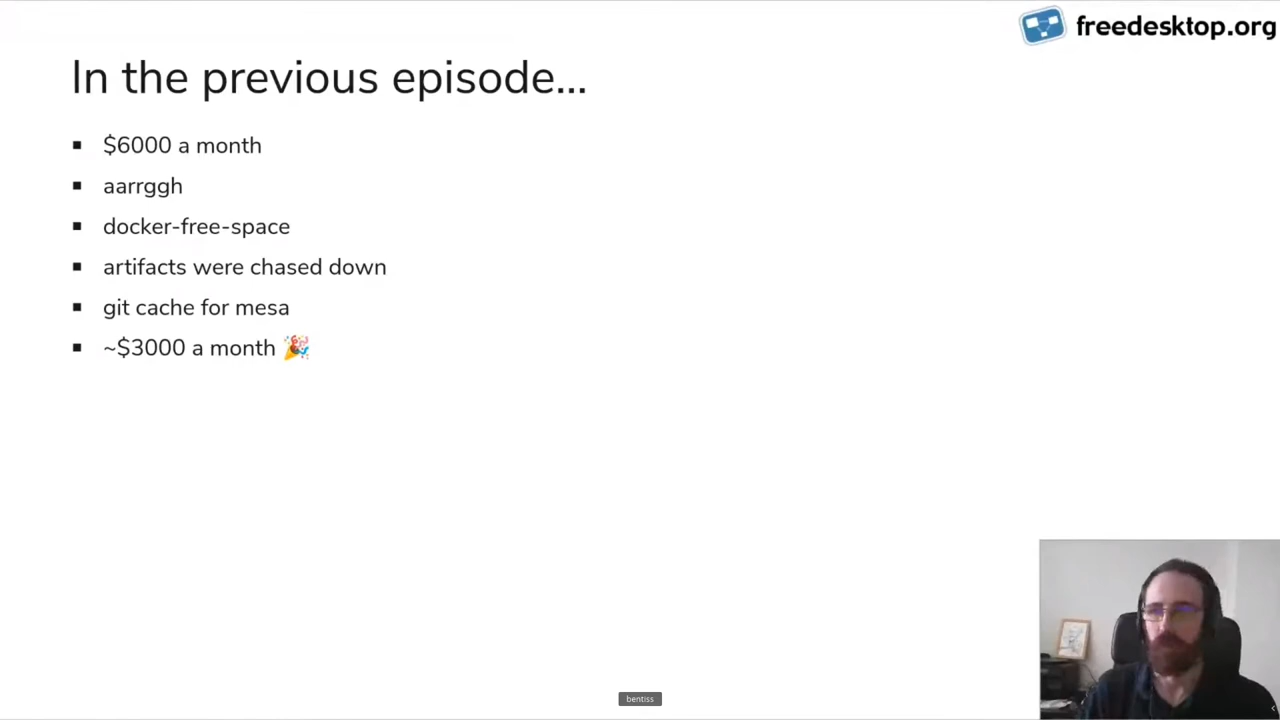 freedesktop.org
In the previous episode...
$6000 a month
aarrggh
docker-free-space
artifacts were chased down
git cache for mesa
~$3000 a month 🎉
bentiss